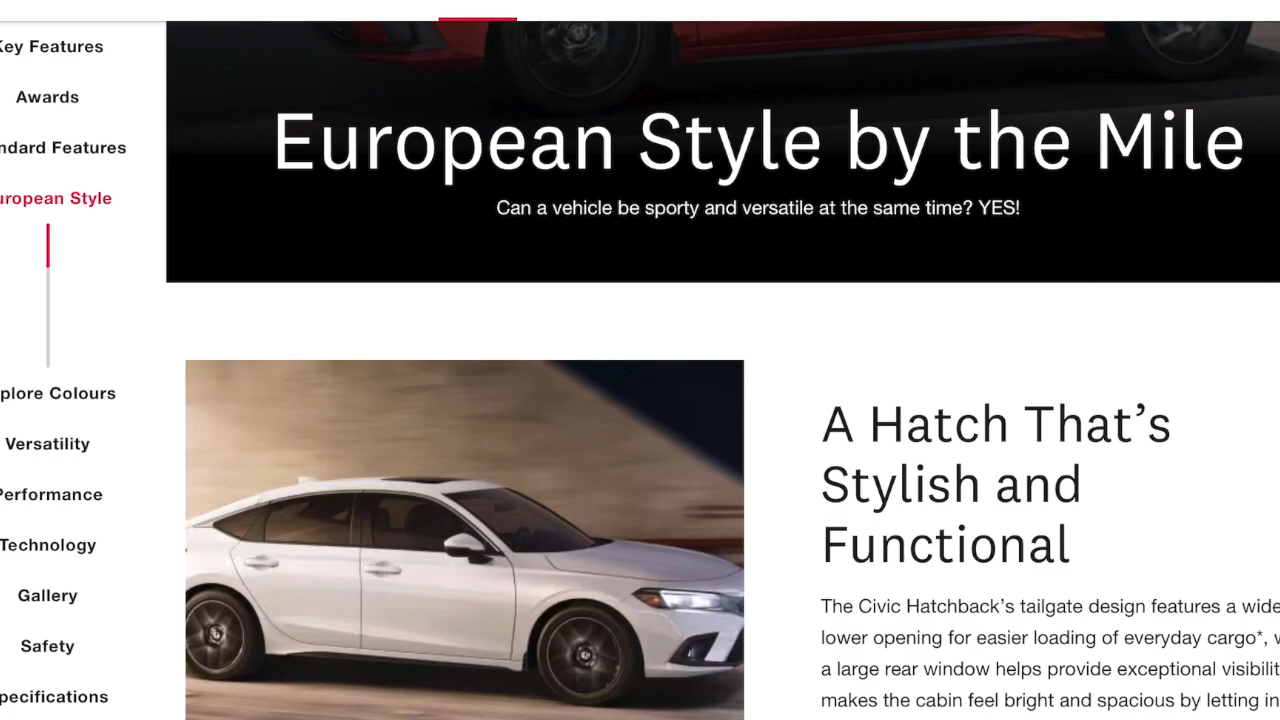 Key Features
Awards
ndard Features
uropean Style
plore Colours
Versatility
Performance
Technology
Gallery
Safety
pecifications
European Style by the Mile
Can a vehicle be sporty and versatile at the same time? YES!
A Hatch That’s
Stylish and
Functional
The Civic Hatchback’s tailgate design features a wide
lower opening for easier loading of everyday cargo*, w
a large rear window helps provide exceptional visibilit
makes the cabin feel bright and spacious by letting in